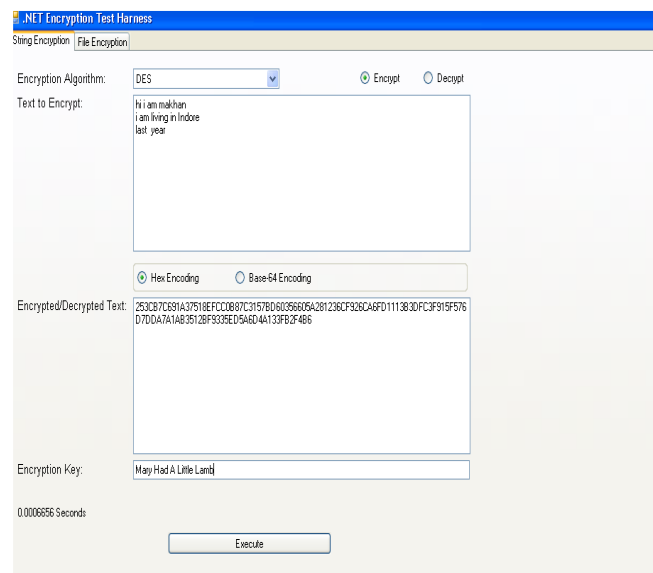 .NET Encryption Test Harness
String Encryption File Encryption
Encryption Algorithm: DES Encrypt Decrypt
Text to Encrypt: hi i am makhan
i am living in Indore
last year
Hex Encoding Base-64 Encoding
Encrypted/Decrypted Text: 253CB7C691A37518EFCC0B87C3157BD60356605A281236CF926CA6FD1113B3DFC3F915F576
D7DDA7A1AB3512BF9335ED5A6D4A133FB2F4B6
Encryption Key: Mary Had A Little Lamb
0.0006656 Seconds
Execute